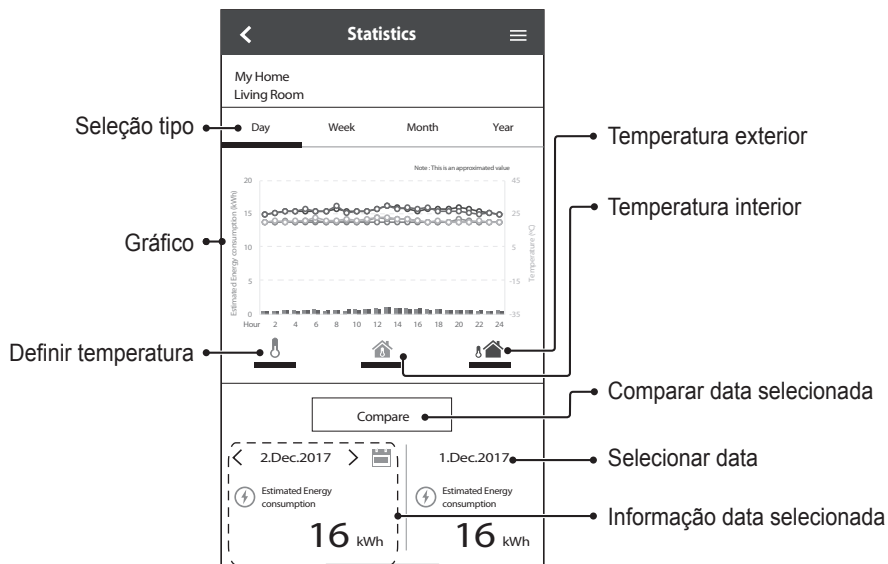 Statistics
My Home
Living Room
Seleção tipo
Day Week Month Year
Temperatura exterior
Note : This is an approximated value
Temperatura interior
Gráfico
Estimated Energy consumption (kWh)
20
15
10
5
0
45
25
5
-15
-35
Temperature (ºC)
Hour 2 4 6 8 10 12 14 16 18 20 22 24
Definir temperatura
Comparar data selecionada
Compare
2.Dec.2017
1.Dec.2017
Selecionar data
Estimated Energy
consumption
16 kWh
Estimated Energy
consumption
16 kWh
Informação data selecionada